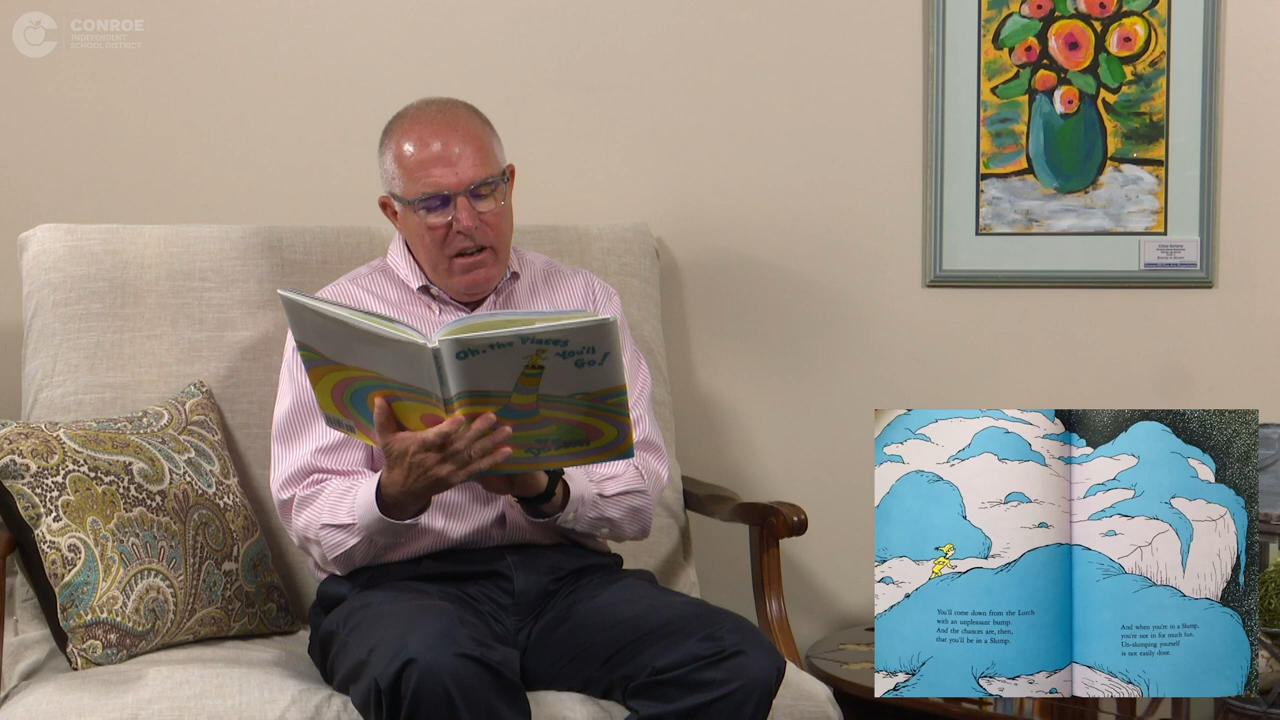 CONROE
INDEPENDENT
SCHOOL DISTRICT
Oh, the Places
You'll
Go!
You'll come down from the Lurch
with an unpleasant bump.
And the chances are, then,
that you'll be in a Slump.
And when you're in a Slump,
you're not in for much fun.
Un-slumping yourself
is not easily done.